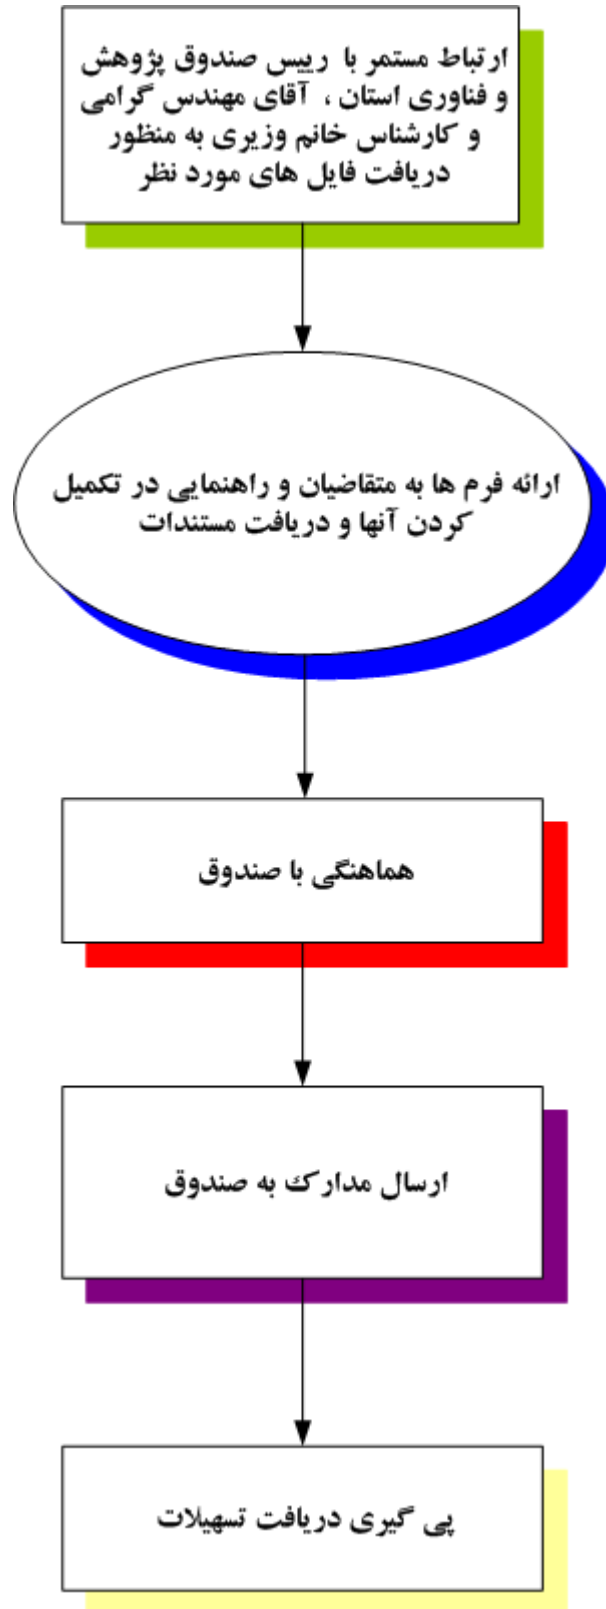 ارتباط مستمر با رییس صندوق پژوهش
و فناوری استان ، آقای مهندس گرامی
و کارشناس خانم وزیری به منظور
دریافت فایل های مورد نظر
ارائه فرم ها به متقاضیان و راهنمایی در تکمیل
کردن آنها و دریافت مستندات
هماهنگی با صندوق
ارسال مدارک به صندوق
پی گیری دریافت تسهیلات